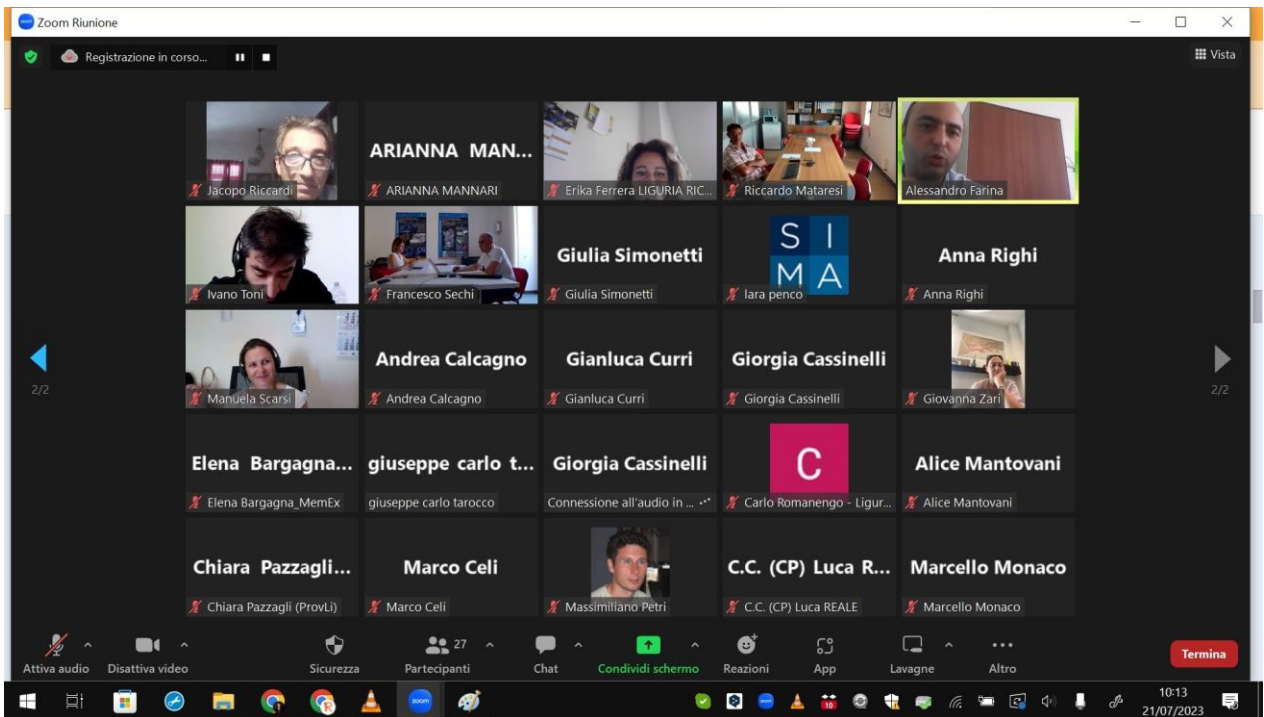 Zoom Riunione
Registrazione in corso...
Vista
Jacopo Riccardi
ARIANNA MAN...
ARIANNA MANNARI
Erika Ferrera LIGURIA RIC...
Riccardo Mataresi
Alessandro Farina
Ivano Toni
Francesco Sechi
Giulia Simonetti
Giulia Simonetti
SI
MA
lara penco
Anna Righi
Anna Righi
2/2
Manuela Scarsi
Andrea Calcagno
Andrea Calcagno
Gianluca Curri
Gianluca Curri
Giorgia Cassinelli
Giorgia Cassinelli
Giovanna Zari
2/2
Elena Bargagna...
Elena Bargagna_MemEx
giuseppe carlo t...
giuseppe carlo tarocco
Giorgia Cassinelli
Connessione all'audio in ...
C
Carlo Romanengo - Ligur...
Alice Mantovani
Alice Mantovani
Chiara Pazzagli...
Chiara Pazzagli (ProvLi)
Marco Celi
Marco Celi
Massimiliano Petri
C.C. (CP) Luca R...
C.C. (CP) Luca REALE
Marcello Monaco
Marcello Monaco
Attiva audio
Disattiva video
Sicurezza
27
Partecipanti
Chat
Condividi schermo
Reazioni
App
Lavagne
Altro
Termina
zoom
10
10:13
21/07/2023